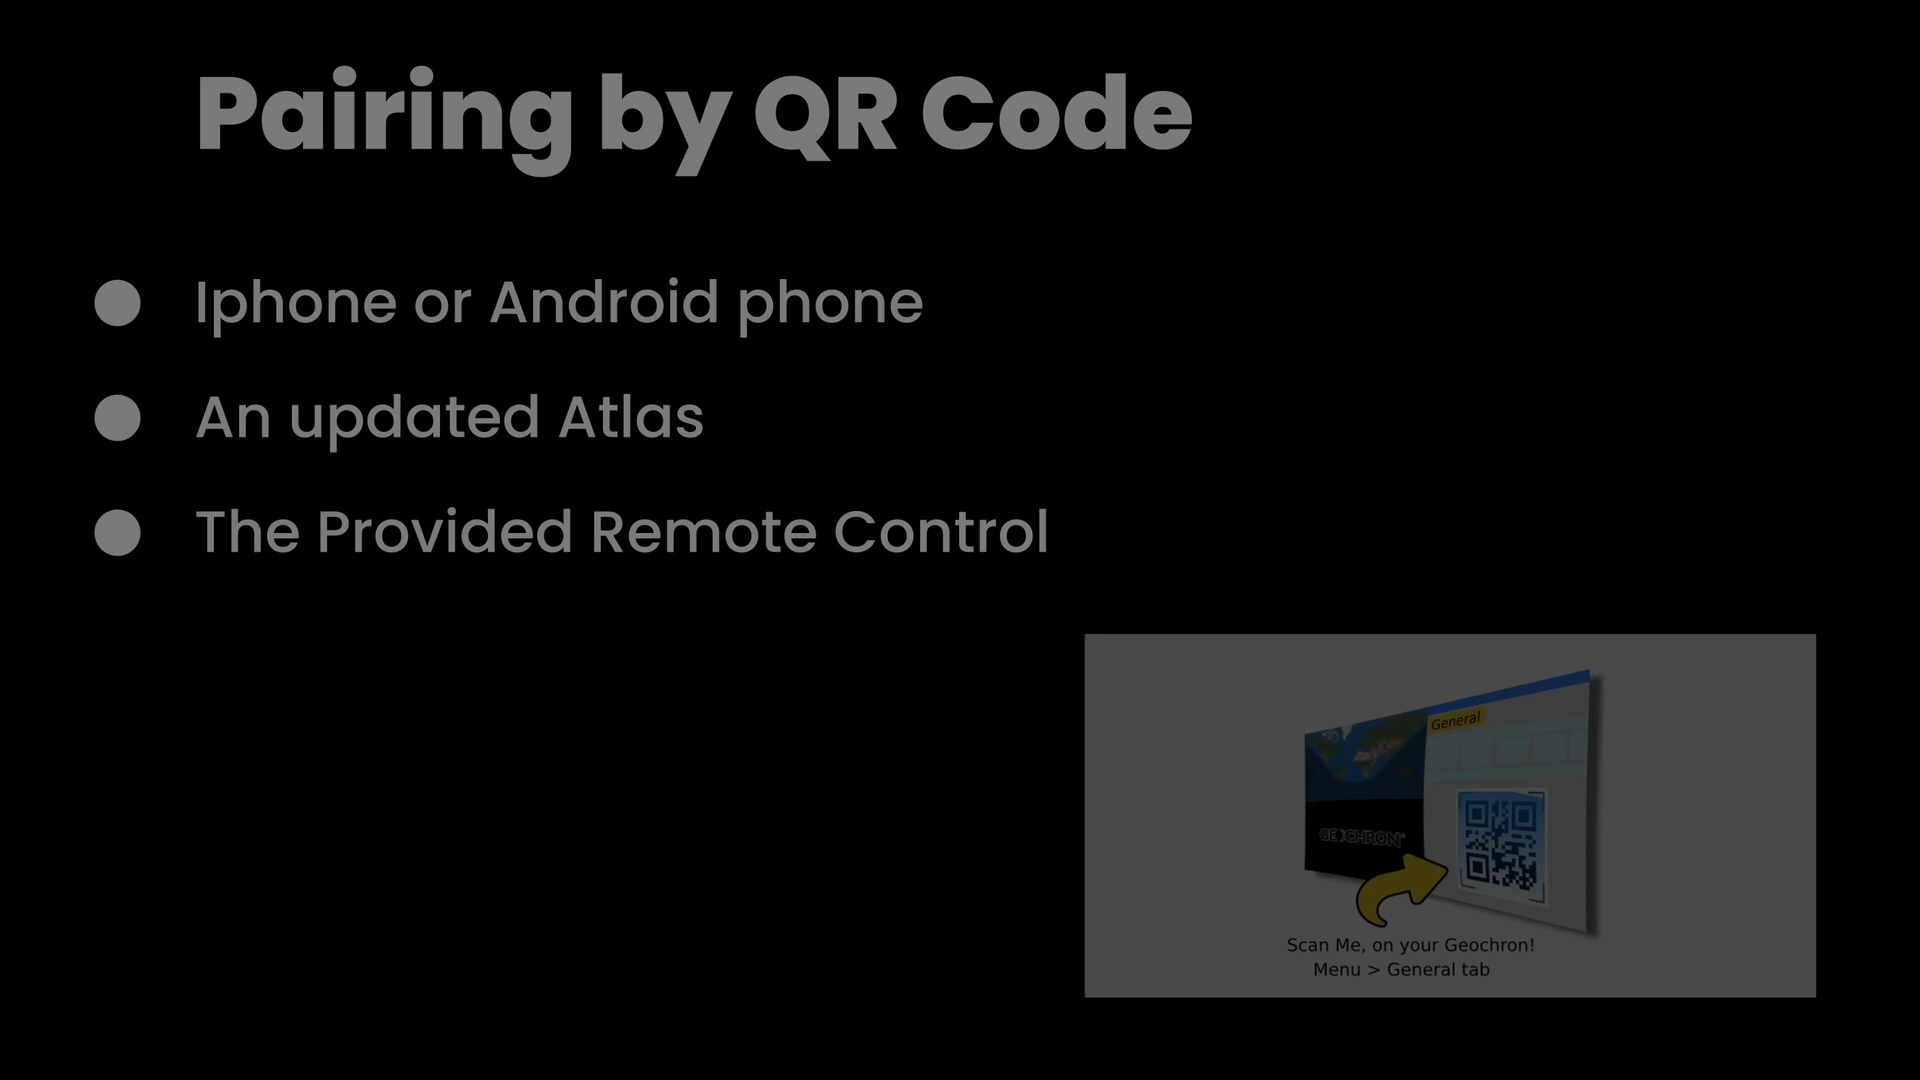 Pairing by QR Code
● Iphone or Android phone
● An updated Atlas
● The Provided Remote Control
General
GEOCHRON
Scan Me, on your Geochron!
Menu > General tab